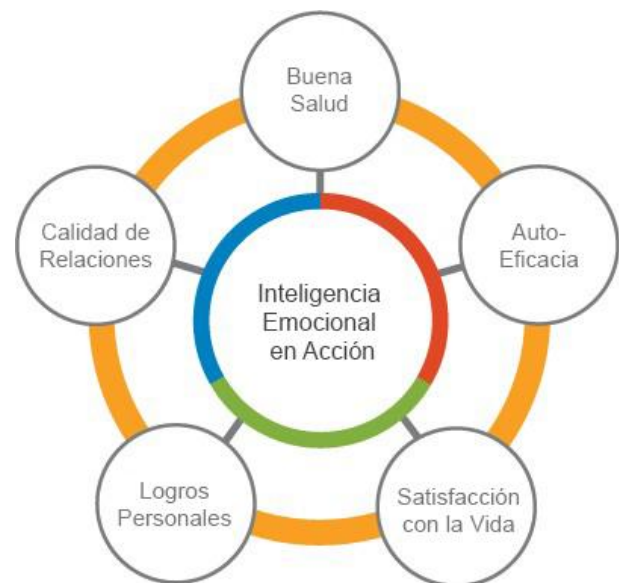 Buena
Salud
Calidad de
Relaciones
Auto-
Eficacia
Inteligencia
Emocional
en Acción
Logros
Personales
Satisfacción
con la Vida